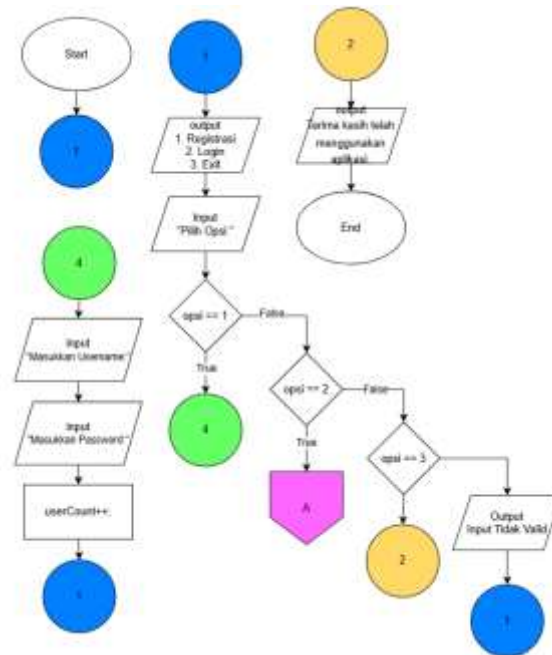 Start
1
1
output
1. Registrasi
2. Login
3. Exit
Input
"Pilih Opsi "
opsi == 1
False
True
4
opsi == 2
False
True
A
opsi == 3
2
Output
Input Tidak Valid
1
2
output
Terima kasih telah
menggunakan
aplikasi
End
4
Input
"Masukkan Username "
Input
"Masukkan Password "
userCount++;
1